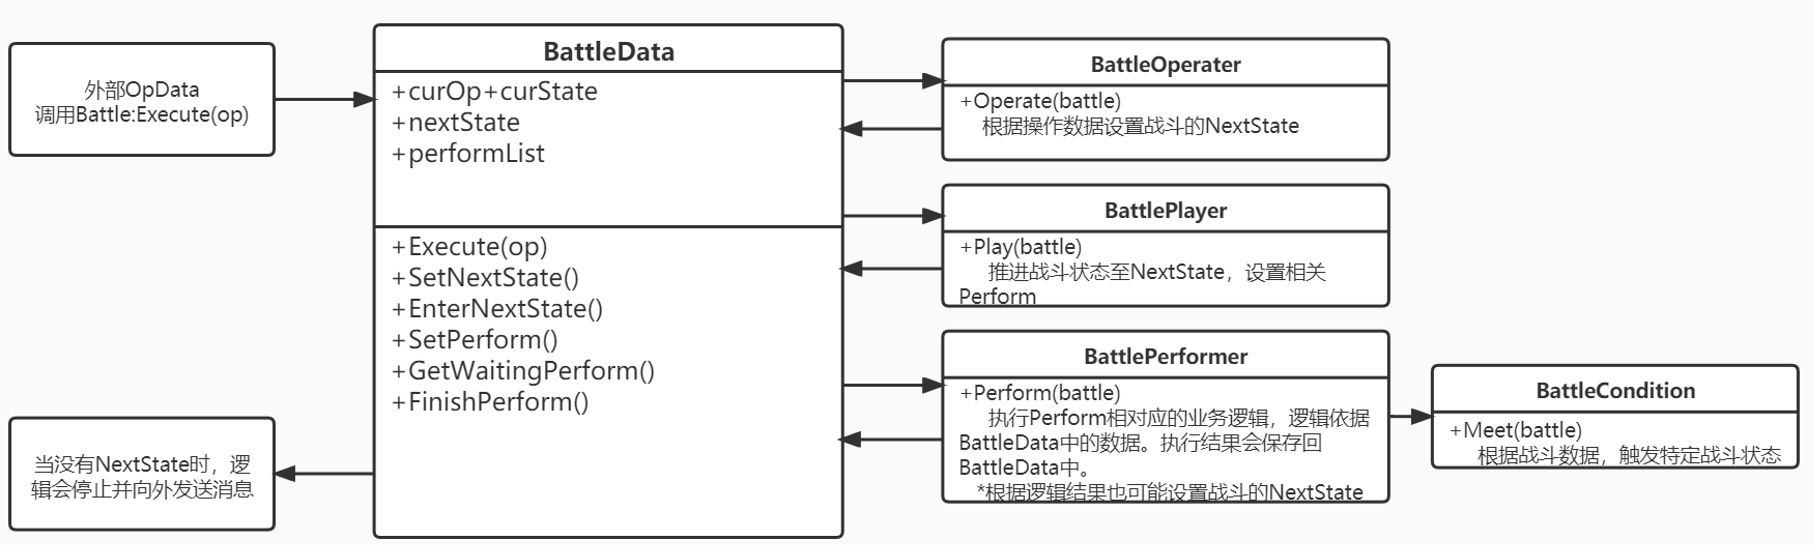 外部OpData
调用Battle:Execute(op)
当没有NextState时，逻
辑会停止并向外发送消息
BattleData
+curOp+curState
+nextState
+performList
+Execute(op)
+SetNextState()
+EnterNextState()
+SetPerform()
+GetWaitingPerform()
+FinishPerform()
BattleOperater
+Operate(battle)
根据操作数据设置战斗的NextState
BattlePlayer
+Play(battle)
推进战斗状态至NextState，设置相关
Perform
BattlePerformer
+Perform(battle)
执行Perform相对应的业务逻辑，逻辑依据
BattleData中的数据。执行结果会保存回
BattleData中。
*根据逻辑结果也可能设置战斗的NextState
BattleCondition
+Meet(battle)
根据战斗数据，触发特定战斗状态